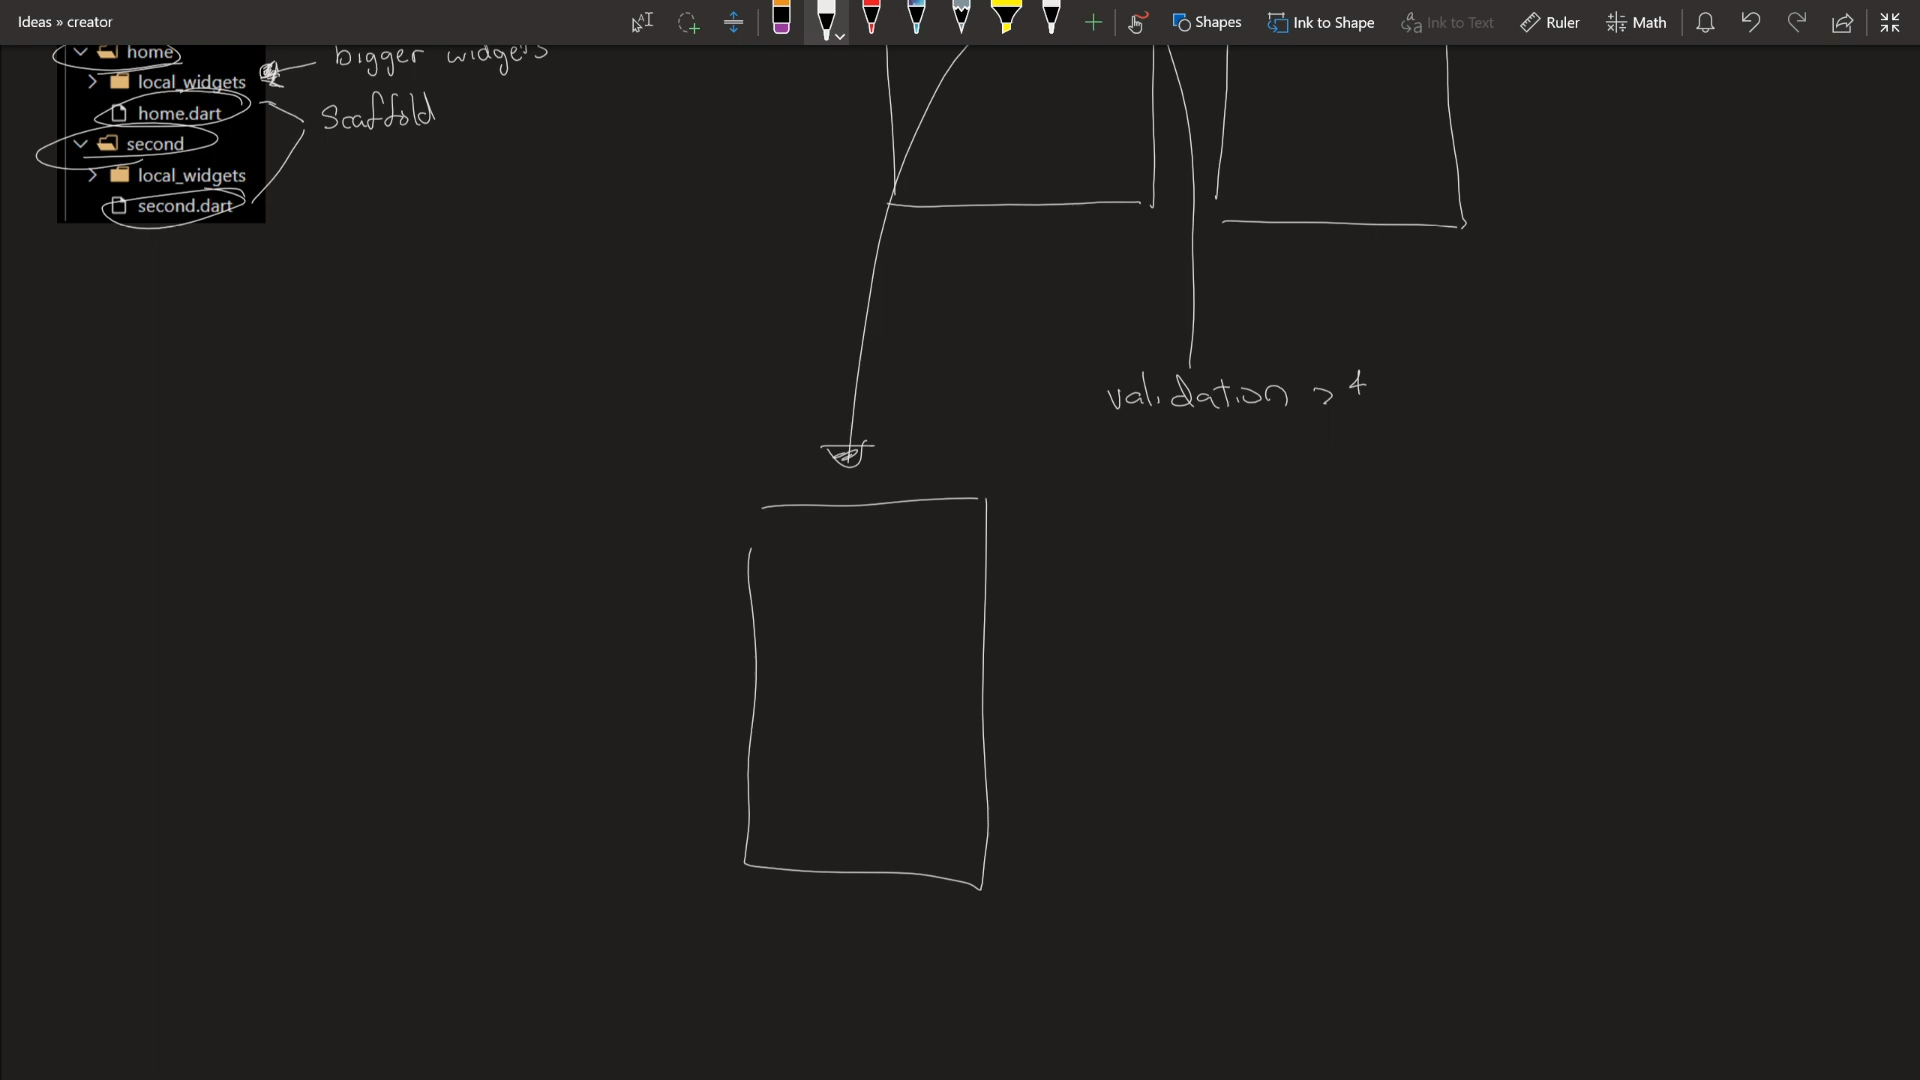 Ideas » creator
Shapes
Ink to Shape
Ink to Text
Ruler
Math
home
local_widgets
home.dart
second
local_widgets
second.dart
bigger widgets
Scaffold
validation > 4